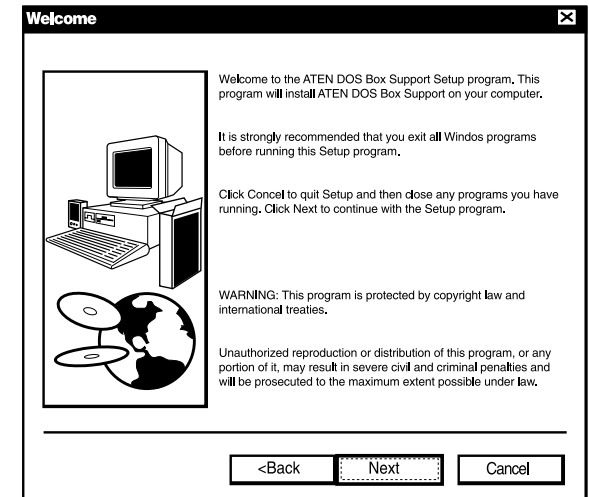 Welcome
Welcome to the ATEN DOS Box Support Setup program. This
program will install ATEN DOS Box Support on your computer.
It is strongly recommended that you exit all Windos programs
before running this Setup program.
Click Concel to quit Setup and then close any programs you have
running. Click Next to continue with the Setup program.
WARNING: This program is protected by copyright law and
international treaties.
Unauthorized reproduction or distribution of this program, or any
portion of it, may result in severe civil and criminal penalties and
will be prosecuted to the maximum extent possible under law.
<Back Next Cancel